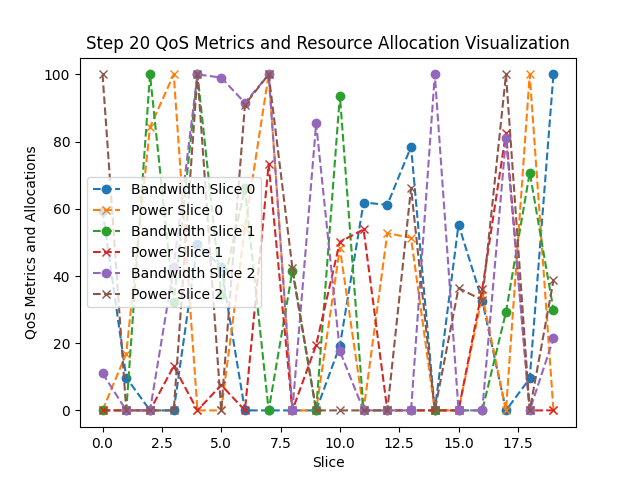 Step 20 QoS Metrics and Resource Allocation Visualization
QoS Metrics and Allocations
100
80
60
40
20
0
Bandwidth Slice 0
Power Slice 0
Bandwidth Slice 1
Power Slice 1
Bandwidth Slice 2
Power Slice 2
0.0 2.5 5.0 7.5 10.0 12.5 15.0 17.5
Slice